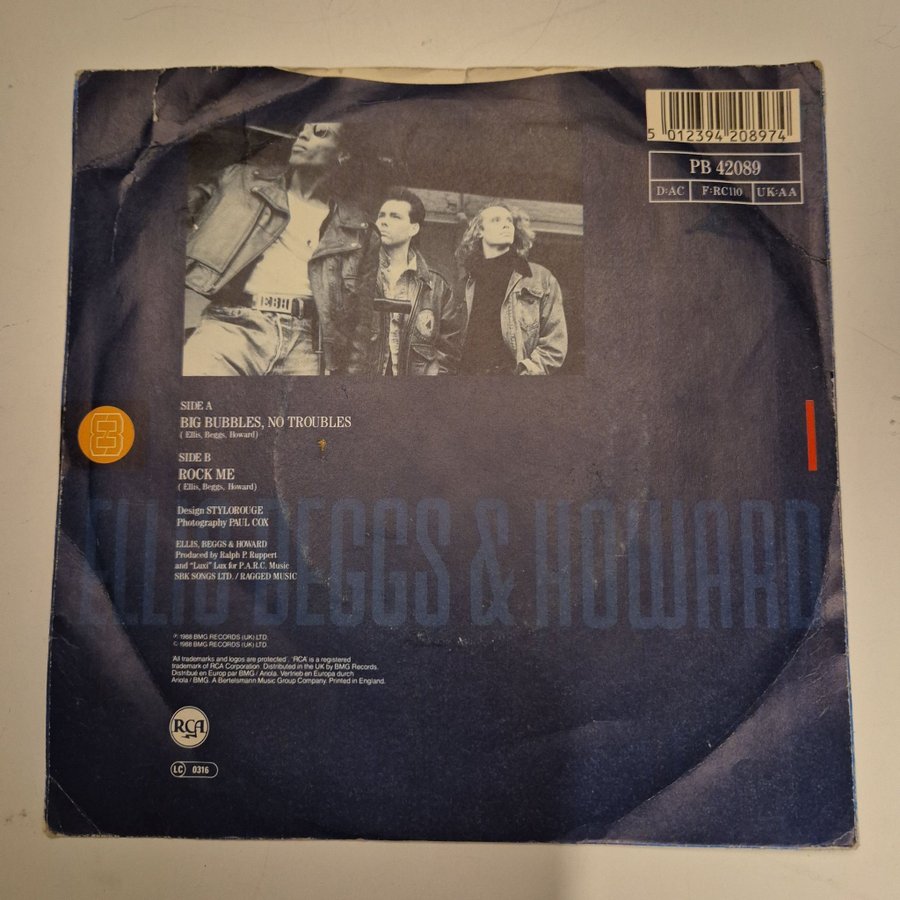 5 012394 208974
PB 42089
D:AC F:RC110 UK:AA
SIDE A
BIG BUBBLES, NO TROUBLES
( Ellis, Beggs, Howard)
SIDE B
ROCK ME
( Ellis, Beggs, Howard)
8
Design STYLOROUGE
Photography PAUL COX
ELLIS, BEGGS & HOWARD
Produced by Ralph P. Ruppert
and "Luxi" Lux for P.A.R.C. Music
SBK SONGS LTD. / RAGGED MUSIC
ELLIS BEGGS & HOWARD
℗ 1988 BMG RECORDS (UK) LTD.
© 1988 BMG RECORDS (UK) LTD
'All trademarks and logos are protected'. 'RCA' is a registered
trademark of RCA Corporation. Distributed in the UK by BMG Records.
Distribué en Europ par BMG / Ariola. Vertrieb en Europa durch
Ariola / BMG. A Bertelsmann Music Group Company. Printed in England.
RCA
LC 0316